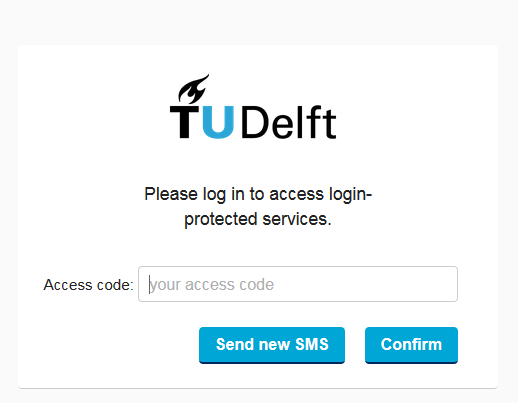 TUDelft
Please log in to access login-
protected services.
Access code: your access code
Send new SMS Confirm